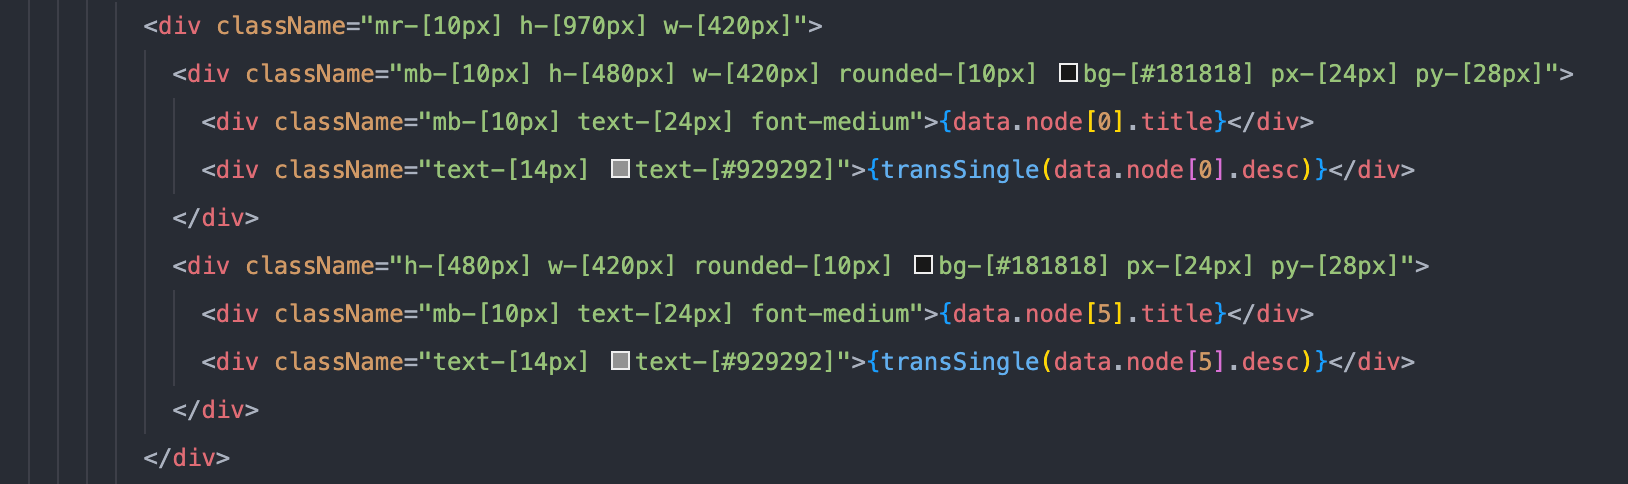 <div className="mr-[10px] h-[970px] w-[420px]">
<div className="mb-[10px] h-[480px] w-[420px] rounded-[10px] bg-[#181818] px-[24px] py-[28px]">
<div className="mb-[10px] text-[24px] font-medium">{data.node[0].title}</div>
<div className="text-[14px] text-[#929292]">{transSingle(data.node[0].desc)}</div>
</div>
<div className="h-[480px] w-[420px] rounded-[10px] bg-[#181818] px-[24px] py-[28px]">
<div className="mb-[10px] text-[24px] font-medium">{data.node[5].title}</div>
<div className="text-[14px] text-[#929292]">{transSingle(data.node[5].desc)}</div>
</div>
</div>